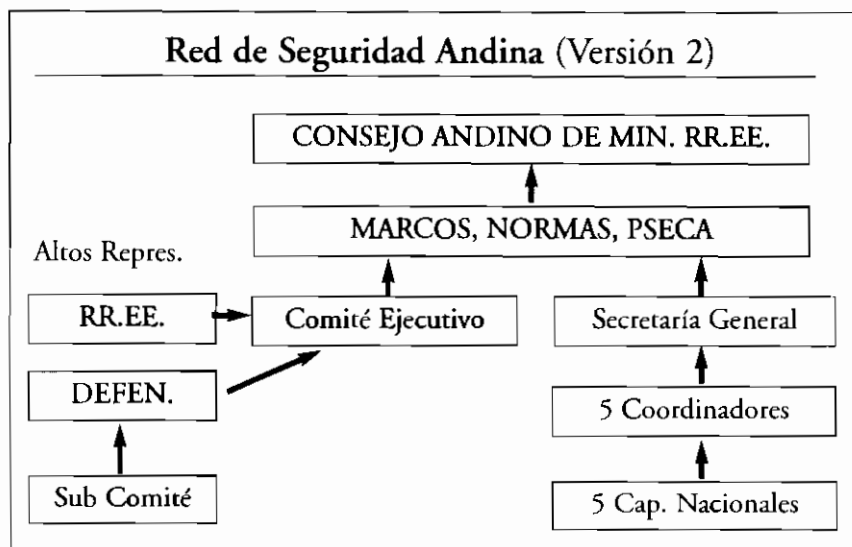 Red de Seguridad Andina (Versión 2)
CONSEJO ANDINO DE MIN. RR.EE.
MARCOS, NORMAS, PSECA
Altos Repres.
RR.EE.
Comité Ejecutivo
Secretaría General
DEFEN.
5 Coordinadores
Sub Comité
5 Cap. Nacionales